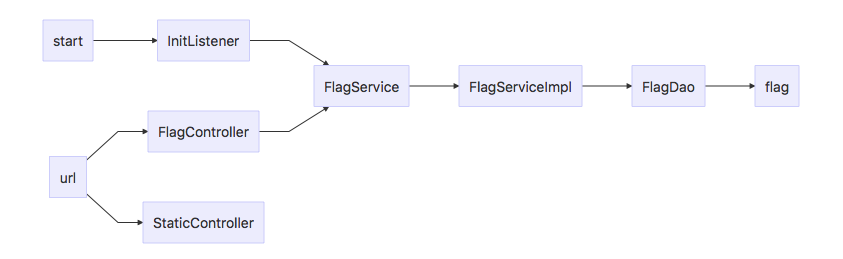 start
InitListener
FlagService
FlagServiceImpl
FlagDao
flag
FlagController
url
StaticController